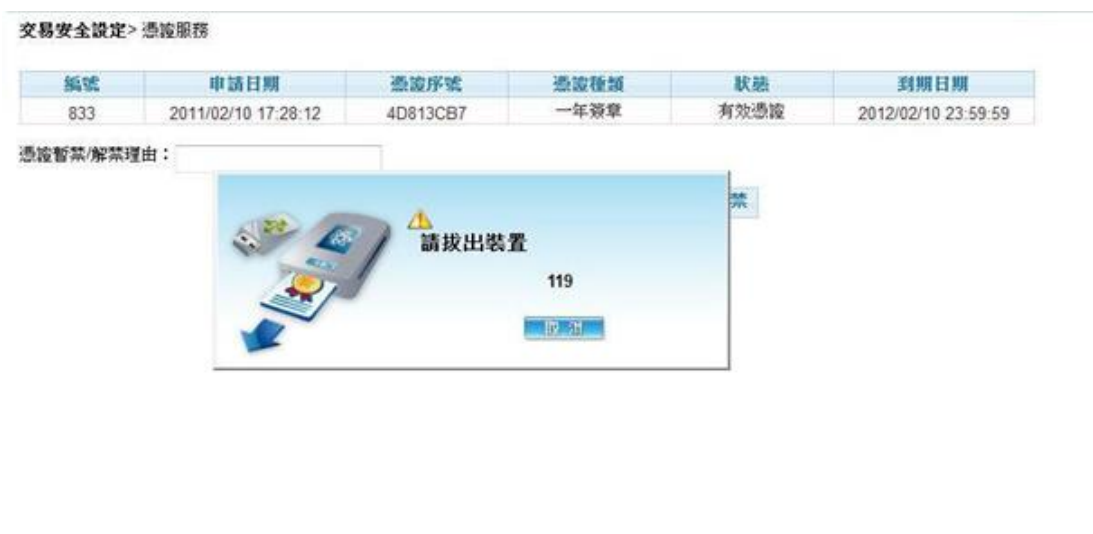 交易安全設定> 憑證服務
編號 申請日期 憑證序號 憑證種類 狀態 到期日期
833 2011/02/10 17:28:12 4D813CB7 一年簽章 有效憑證 2012/02/10 23:59:59
憑證暫禁/解禁理由：
禁
請拔出裝置
119
取 消